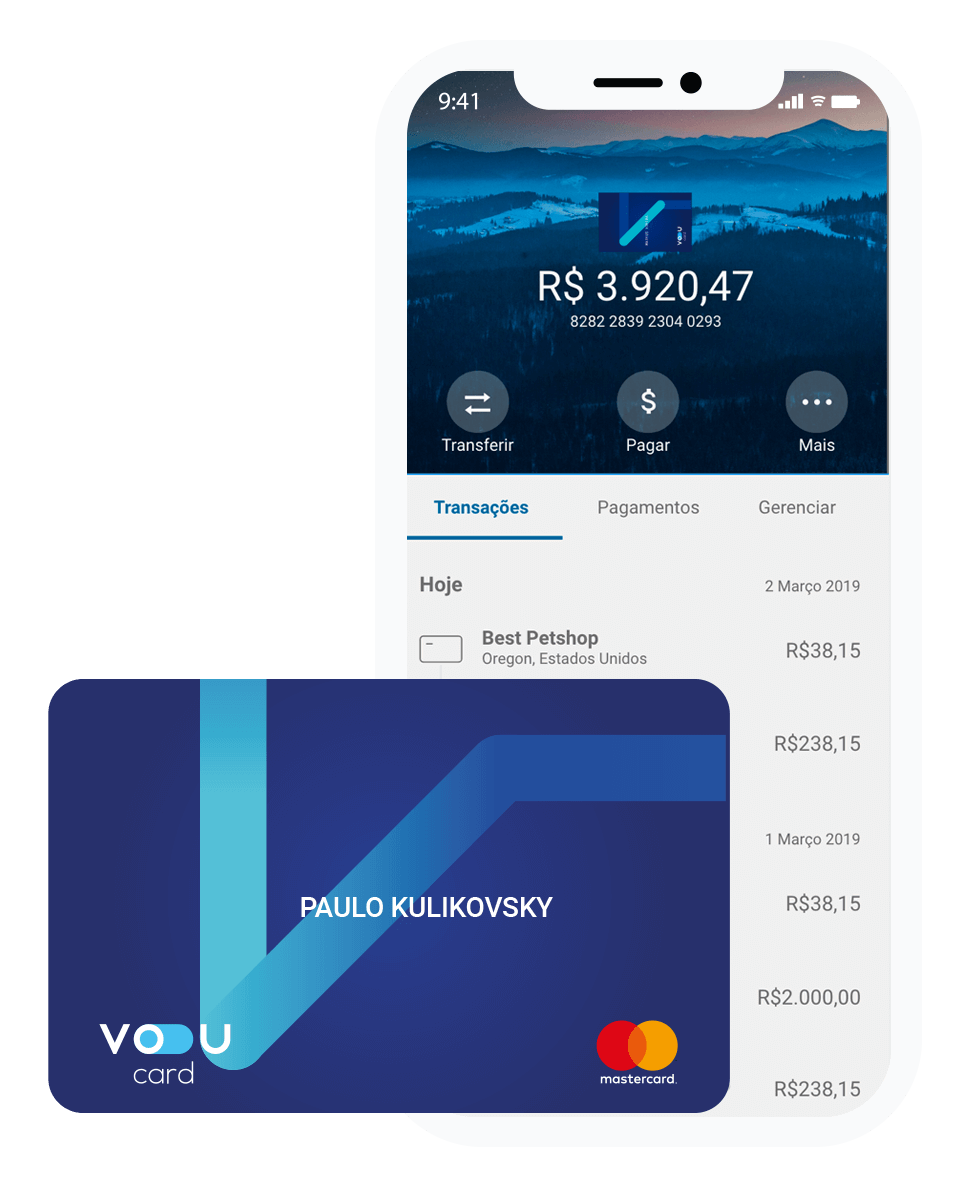 9:41
R$ 3.920,47
8282 2839 2304 0293
Transferir
Pagar
Mais
Transações
Pagamentos
Gerenciar
Hoje
2 Março 2019
Best Petshop
R$38,15
Oregon, Estados Unidos
R$238,15
1 Março 2019
R$38,15
R$2.000,00
R$238,15
PAULO KULIKOVSKY
VOOU
card
mastercard.